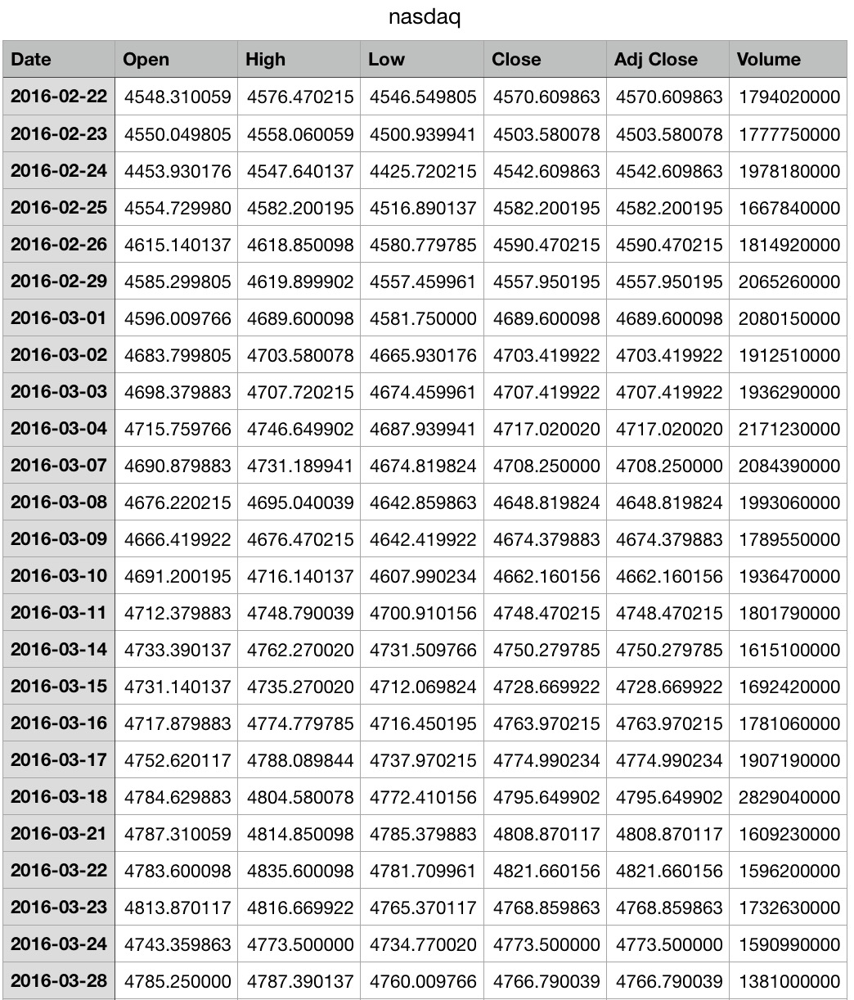 nasdaq
Date Open High Low Close Adj Close Volume
2016-02-22 4548.310059 4576.470215 4546.549805 4570.609863 4570.609863 1794020000
2016-02-23 4550.049805 4558.060059 4500.939941 4503.580078 4503.580078 1777750000
2016-02-24 4453.930176 4547.640137 4425.720215 4542.609863 4542.609863 1978180000
2016-02-25 4554.729980 4582.200195 4516.890137 4582.200195 4582.200195 1667840000
2016-02-26 4615.140137 4618.850098 4580.779785 4590.470215 4590.470215 1814920000
2016-02-29 4585.299805 4619.899902 4557.459961 4557.950195 4557.950195 2065260000
2016-03-01 4596.009766 4689.600098 4581.750000 4689.600098 4689.600098 2080150000
2016-03-02 4683.799805 4703.580078 4665.930176 4703.419922 4703.419922 1912510000
2016-03-03 4698.379883 4707.720215 4674.459961 4707.419922 4707.419922 1936290000
2016-03-04 4715.759766 4746.649902 4687.939941 4717.020020 4717.020020 2171230000
2016-03-07 4690.879883 4731.189941 4674.819824 4708.250000 4708.250000 2084390000
2016-03-08 4676.220215 4695.040039 4642.859863 4648.819824 4648.819824 1993060000
2016-03-09 4666.419922 4676.470215 4642.419922 4674.379883 4674.379883 1789550000
2016-03-10 4691.200195 4716.140137 4607.990234 4662.160156 4662.160156 1936470000
2016-03-11 4712.379883 4748.790039 4700.910156 4748.470215 4748.470215 1801790000
2016-03-14 4733.390137 4762.270020 4731.509766 4750.279785 4750.279785 1615100000
2016-03-15 4731.140137 4735.270020 4712.069824 4728.669922 4728.669922 1692420000
2016-03-16 4717.879883 4774.779785 4716.450195 4763.970215 4763.970215 1781060000
2016-03-17 4752.620117 4788.089844 4737.970215 4774.990234 4774.990234 1907190000
2016-03-18 4784.629883 4804.580078 4772.410156 4795.649902 4795.649902 2829040000
2016-03-21 4787.310059 4814.850098 4785.379883 4808.870117 4808.870117 1609230000
2016-03-22 4783.600098 4835.600098 4781.709961 4821.660156 4821.660156 1596200000
2016-03-23 4813.870117 4816.669922 4765.370117 4768.859863 4768.859863 1732630000
2016-03-24 4743.359863 4773.500000 4734.770020 4773.500000 4773.500000 1590990000
2016-03-28 4785.250000 4787.390137 4760.009766 4766.790039 4766.790039 1381000000